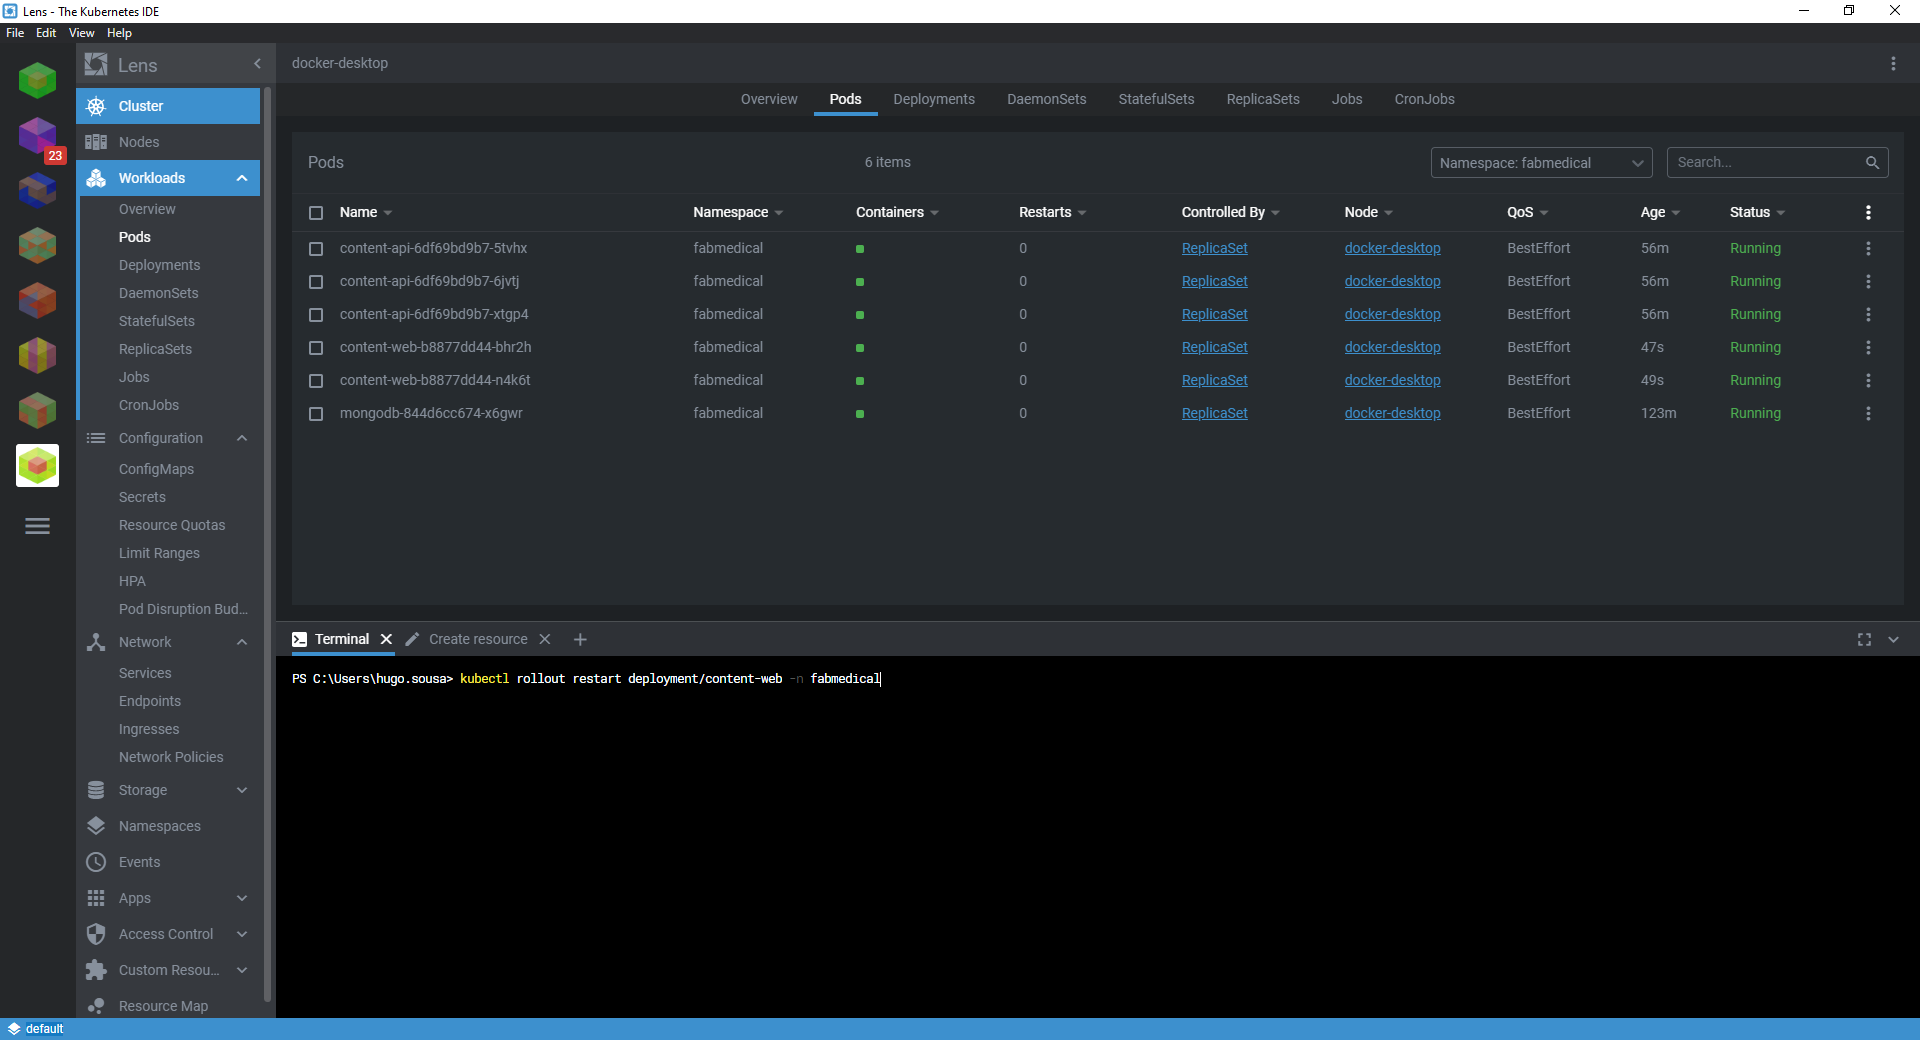 Lens - The Kubernetes IDE
File Edit View Help
23
Lens
Cluster
Nodes
Workloads
Overview
Pods
Deployments
DaemonSets
StatefulSets
ReplicaSets
Jobs
CronJobs
Configuration
ConfigMaps
Secrets
Resource Quotas
Limit Ranges
HPA
Pod Disruption Bud...
Network
Services
Endpoints
Ingresses
Network Policies
Storage
Namespaces
Events
Apps
Access Control
Custom Resou...
Resource Map
docker-desktop
Overview Pods Deployments DaemonSets StatefulSets ReplicaSets Jobs CronJobs
Pods 6 items Namespace: fabmedical Search...
Name Namespace Containers Restarts Controlled By Node QoS Age Status
content-api-6df69bd9b7-5tvhx fabmedical 0 ReplicaSet docker-desktop BestEffort 56m Running
content-api-6df69bd9b7-6jvtj fabmedical 0 ReplicaSet docker-desktop BestEffort 56m Running
content-api-6df69bd9b7-xtgp4 fabmedical 0 ReplicaSet docker-desktop BestEffort 56m Running
content-web-b8877dd44-bhr2h fabmedical 0 ReplicaSet docker-desktop BestEffort 47s Running
content-web-b8877dd44-n4k6t fabmedical 0 ReplicaSet docker-desktop BestEffort 49s Running
mongodb-844d6cc674-x6gwr fabmedical 0 ReplicaSet docker-desktop BestEffort 123m Running
Terminal Create resource
PS C:\Users\hugo.sousa> kubectl rollout restart deployment/content-web -n fabmedical
default